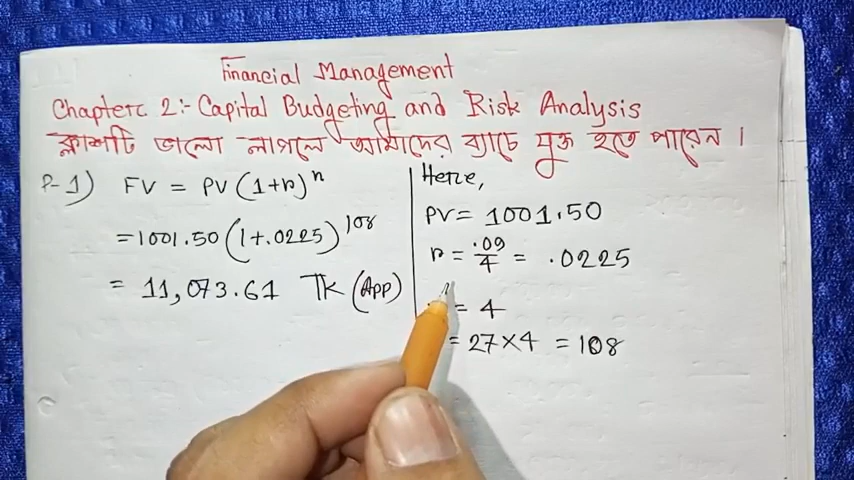 Financial Management
Chapter 2:- Capital Budgeting and Risk Analysis
ক্লাশটি ভালো লাগলে আমাদের ব্যাচে যুক্ত হতে পারেন ।
P-1) FV = PV (1+r)^n
=1001.50 (1+.0225)^108
= 11,073.61 TK (App)
Here,
PV = 1001.50
r = .09/4 = .0225
= 4
= 27×4 = 108